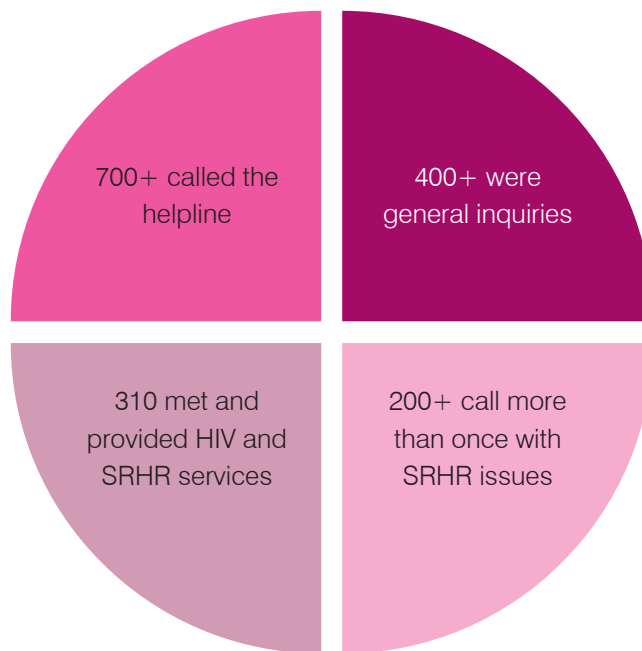 700+ called the
helpline
400+ were
general inquiries
310 met and
provided HIV and
SRHR services
200+ call more
than once with
SRHR issues